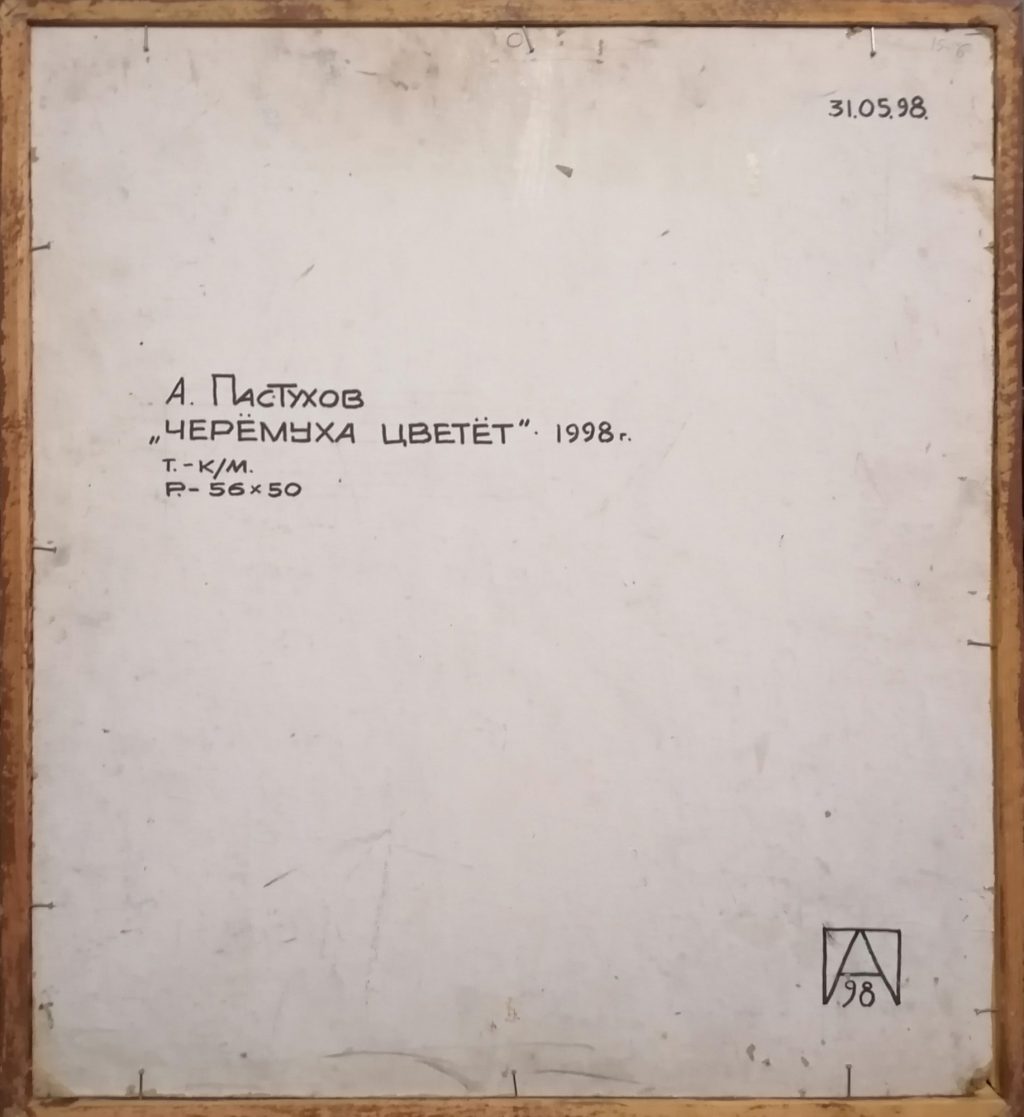 31.05.98.
А. Пастухов
„ЧЕРЁМУХА ЦВЕТЁТ". 1998 г.
Т. - К/М.
Р. - 56 × 50
А
98